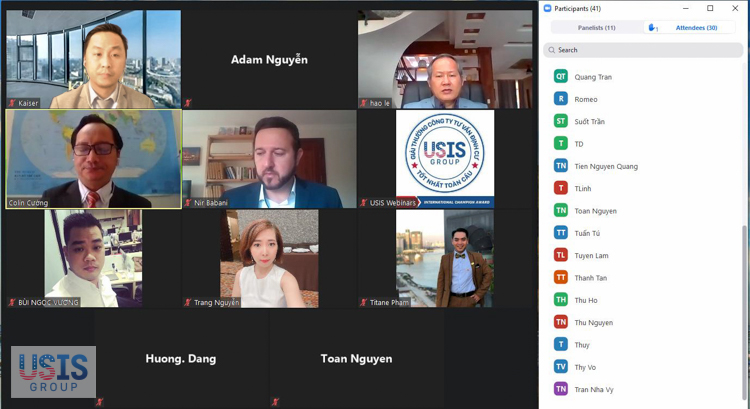 Kaiser
Adam Nguyễn
hao le
Colin Cương
Nir Babani
GIẢI THƯỞNG CÔNG TY TƯ VẤN ĐỊNH CƯ
USIS
GROUP
TỐT NHẤT TOÀN CẦU
INTERNATIONAL CHAMPION AWARD
USIS Webinars
BÙI NGỌC VƯƠNG
Trang Nguyên
Titane Pham
Huong. Dang
Toan Nguyen
USIS
GROUP
Participants (41)
Panelists (11)
1
Attendees (30)
Search
QT Quang Tran
R Romeo
ST Suốt Trần
T TD
TN Tien Nguyen Quang
T TLinh
TN Toan Nguyen
TT Tuấn Tú
TL Tuyen Lam
TT Thanh Tan
TH Thu Ho
TN Thu Nguyen
T Thuy
TV Thy Vo
TN Tran Nha Vy